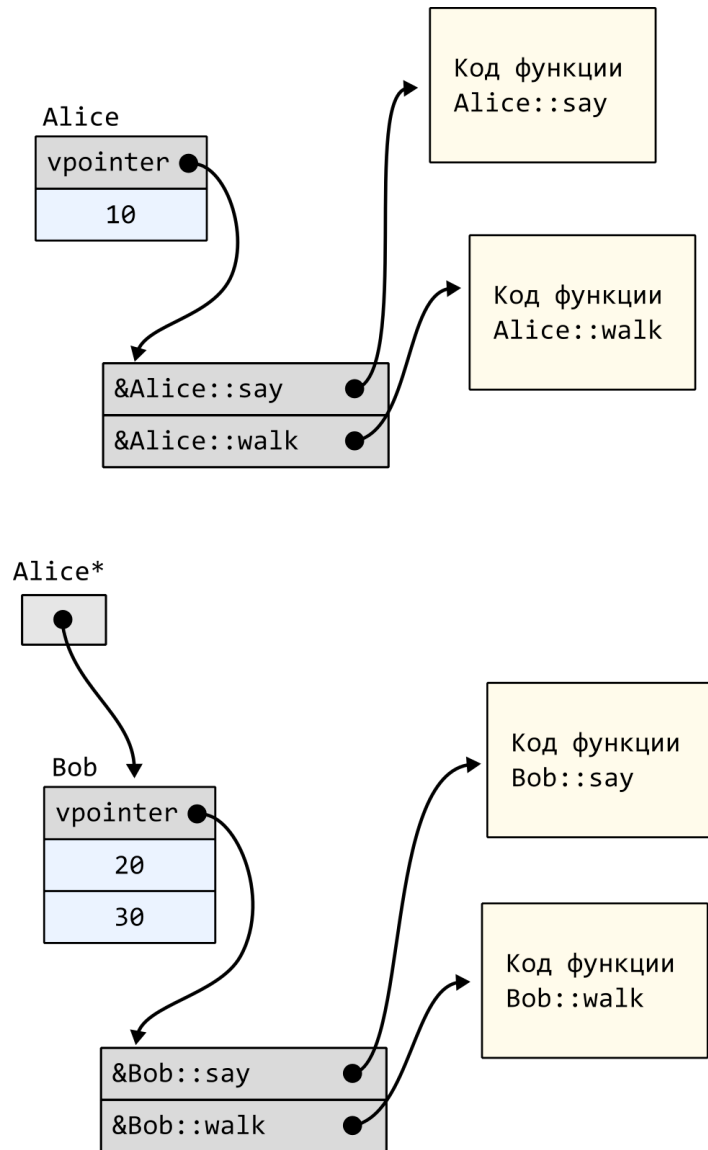 Код функции
Alice::say
Alice
vpointer
10
Код функции
Alice::walk
&Alice::say
&Alice::walk
Alice*
Код функции
Bob::say
Bob
vpointer
20
30
Код функции
Bob::walk
&Bob::say
&Bob::walk